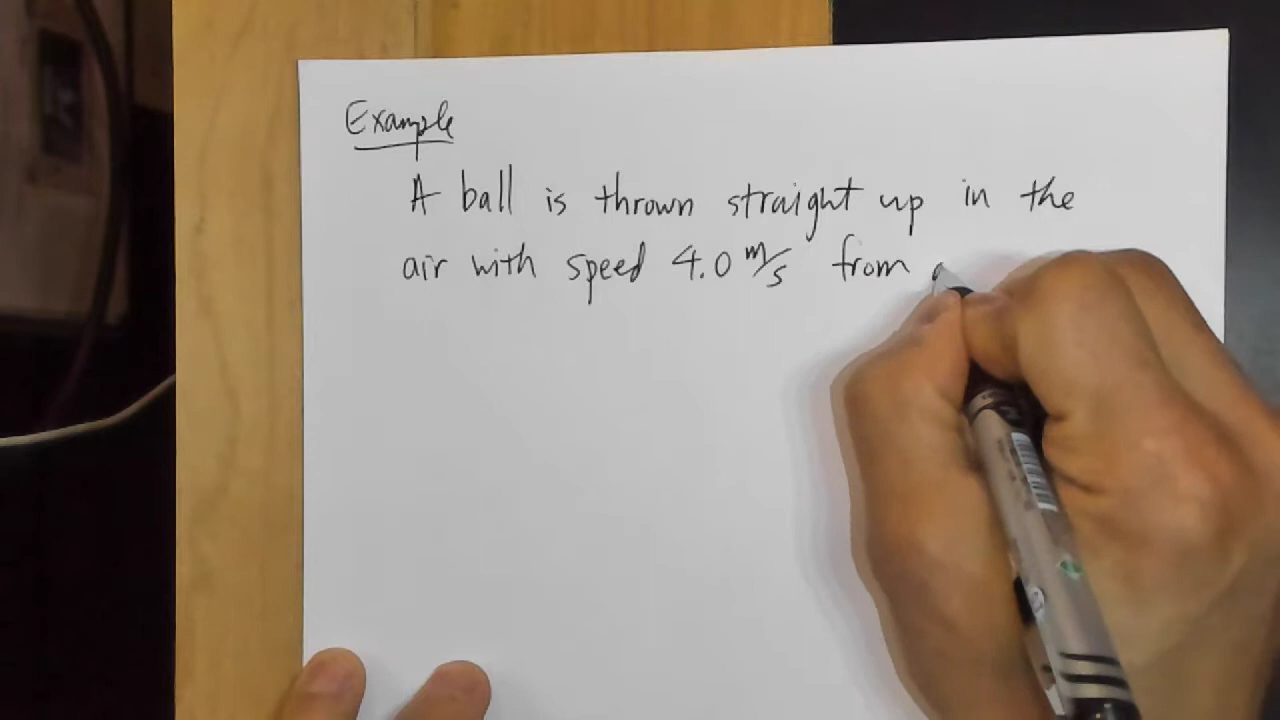 Example
A ball is thrown straight up in the
air with speed 4.0 m/s from